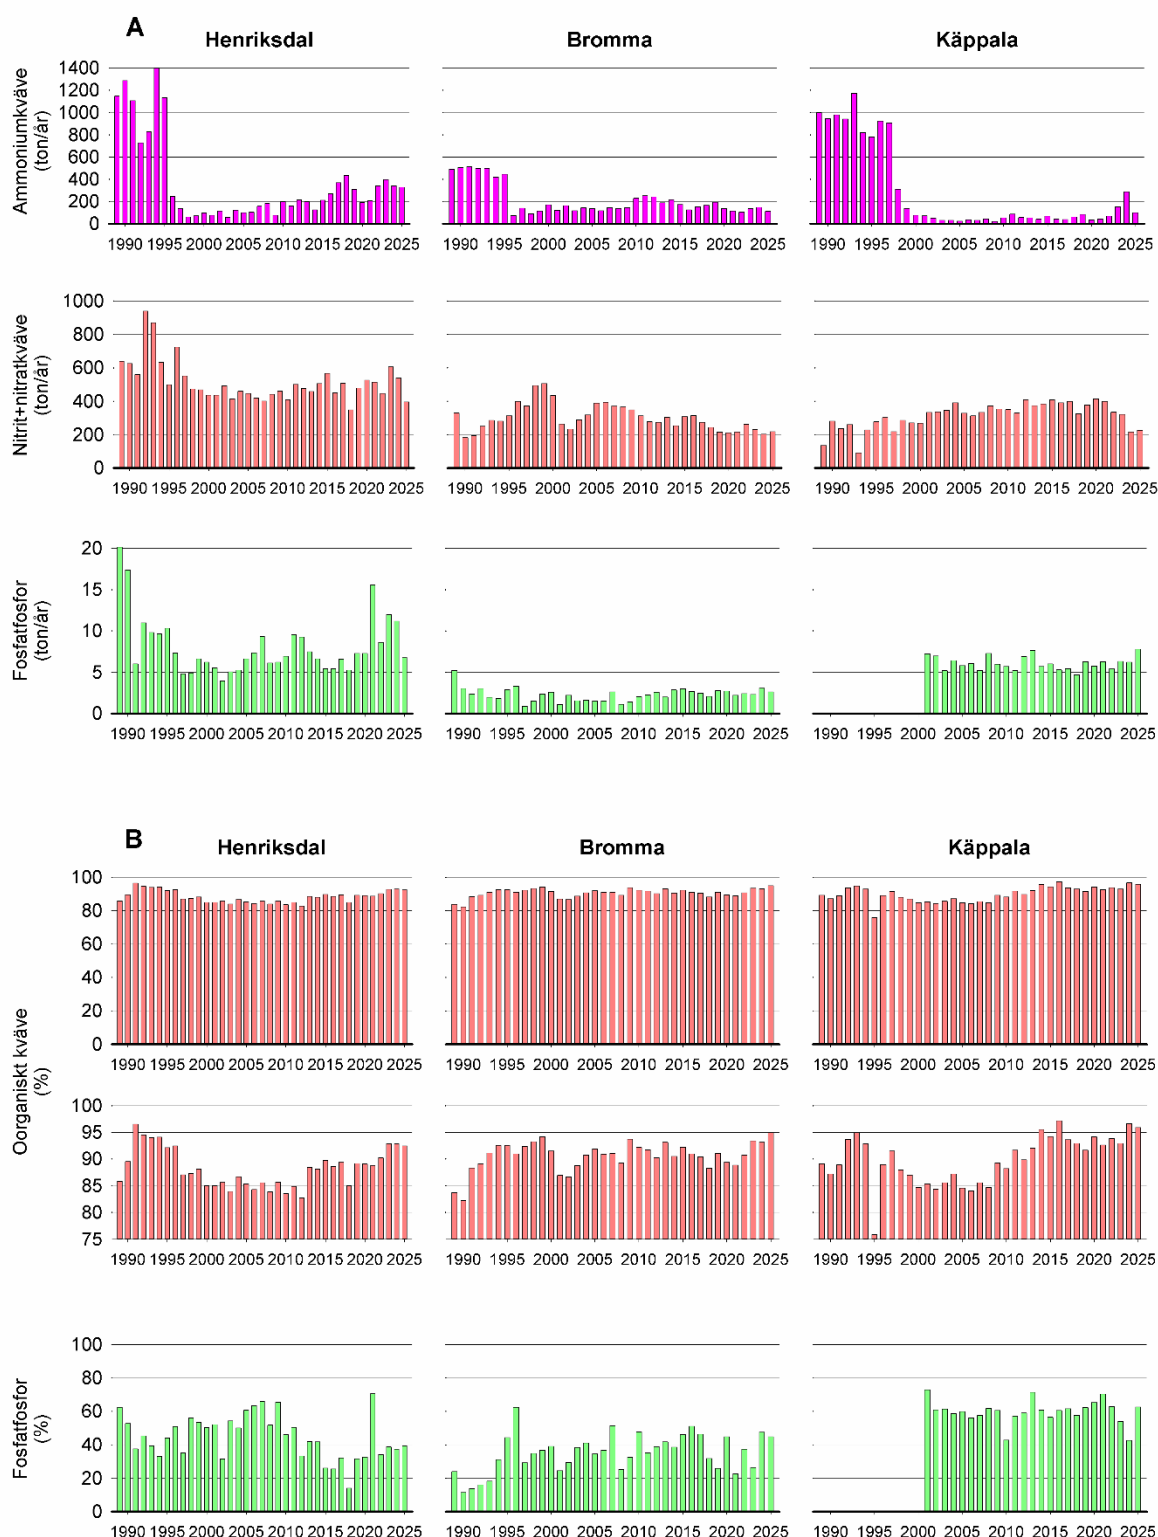 A
Henriksdal Bromma Käppala
Ammoniumkväve
(ton/år)
1400
1200
1000
800
600
400
200
0
1990 1995 2000 2005 2010 2015 2020 2025 1990 1995 2000 2005 2010 2015 2020 2025 1990 1995 2000 2005 2010 2015 2020 2025
Nitrit+nitratkväve
(ton/år)
1000
800
600
400
200
0
1990 1995 2000 2005 2010 2015 2020 2025 1990 1995 2000 2005 2010 2015 2020 2025 1990 1995 2000 2005 2010 2015 2020 2025
Fosfatfosfor
(ton/år)
20
15
10
5
0
1990 1995 2000 2005 2010 2015 2020 2025 1990 1995 2000 2005 2010 2015 2020 2025 1990 1995 2000 2005 2010 2015 2020 2025
B
Henriksdal Bromma Käppala
Oorganiskt kväve
(%)
100
80
60
40
20
0
1990 1995 2000 2005 2010 2015 2020 2025 1990 1995 2000 2005 2010 2015 2020 2025 1990 1995 2000 2005 2010 2015 2020 2025
100
95
90
85
80
75
1990 1995 2000 2005 2010 2015 2020 2025 1990 1995 2000 2005 2010 2015 2020 2025 1990 1995 2000 2005 2010 2015 2020 2025
Fosfatfosfor
(%)
100
80
60
40
20
0
1990 1995 2000 2005 2010 2015 2020 2025 1990 1995 2000 2005 2010 2015 2020 2025 1990 1995 2000 2005 2010 2015 2020 2025